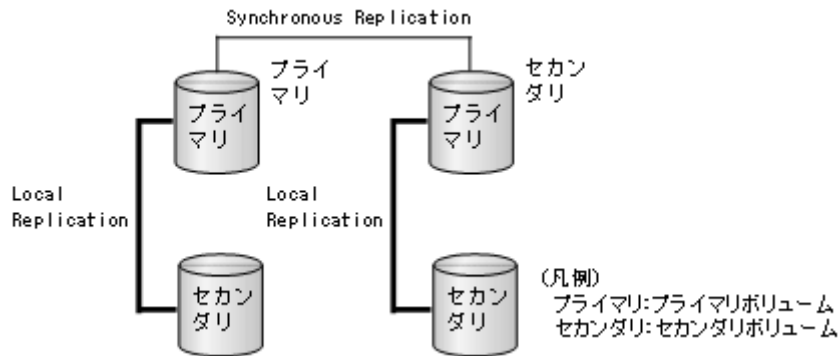 Synchronous Replication
プライ
マリ
セカン
ダリ
プライ
マリ
プライ
マリ
Local
Replication
Local
Replication
セカン
ダリ
セカン
ダリ
(凡例)
プライマリ:プライマリボリューム
セカンダリ:セカンダリボリューム